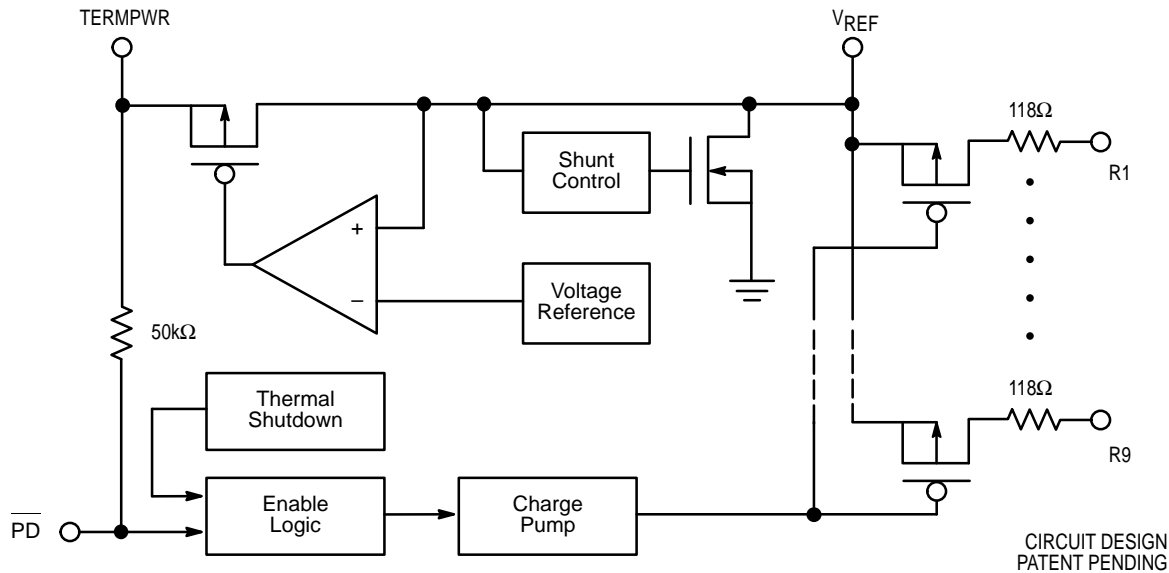 TERMPWR
VREF
118Ω
R1
Shunt
Control
+
−
Voltage
Reference
50kΩ
Thermal
Shutdown
118Ω
R9
PD
Enable
Logic
Charge
Pump
CIRCUIT DESIGN
PATENT PENDING